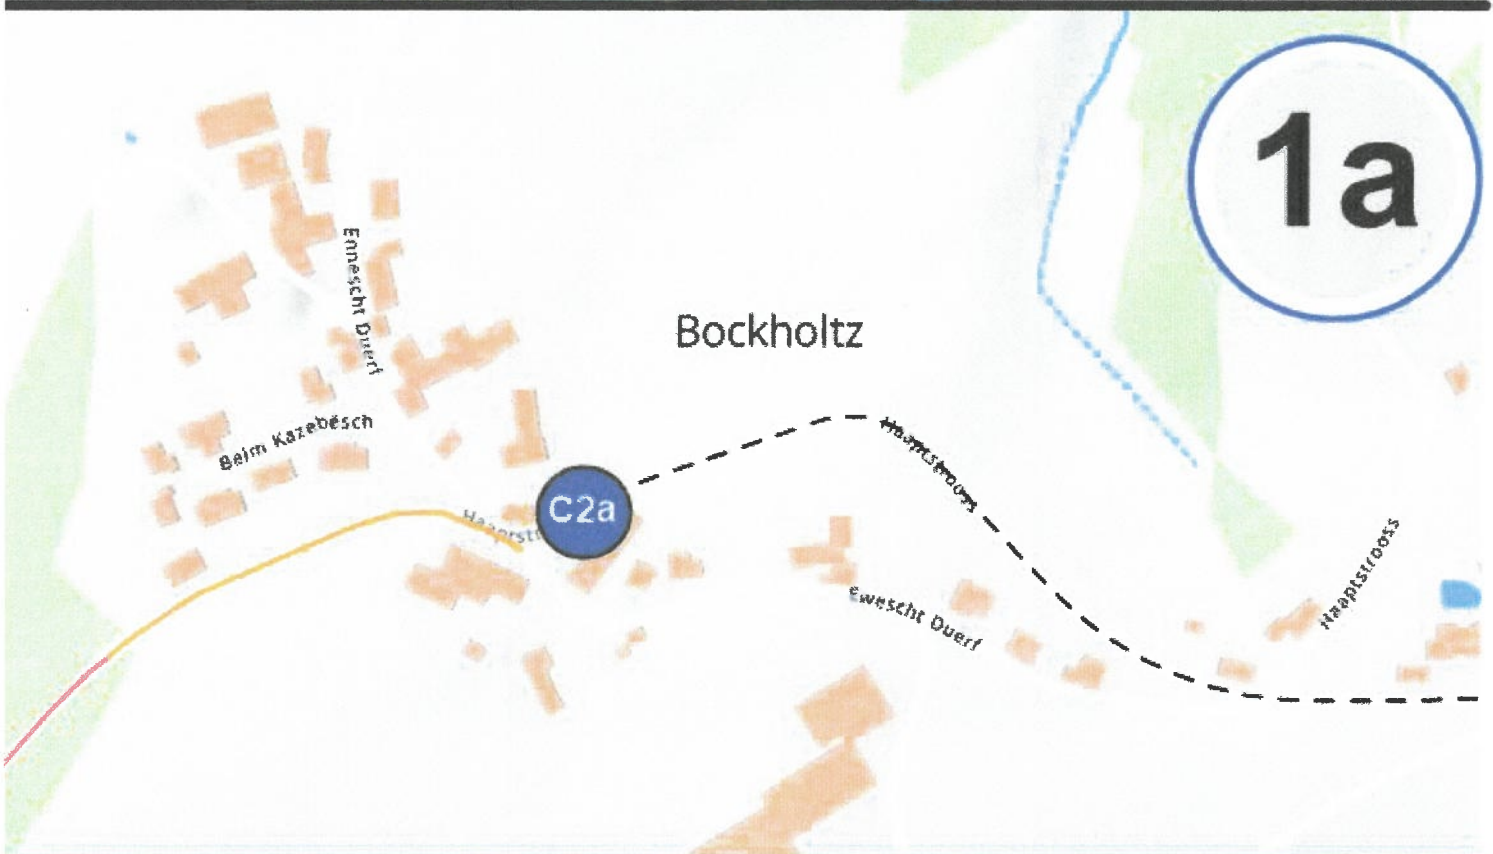 1a
Ennescht Duerf
Bockholtz
Beim Kazebësch
Haaptstrooss
C2a
Haaptstrooss
Ewescht Duerf